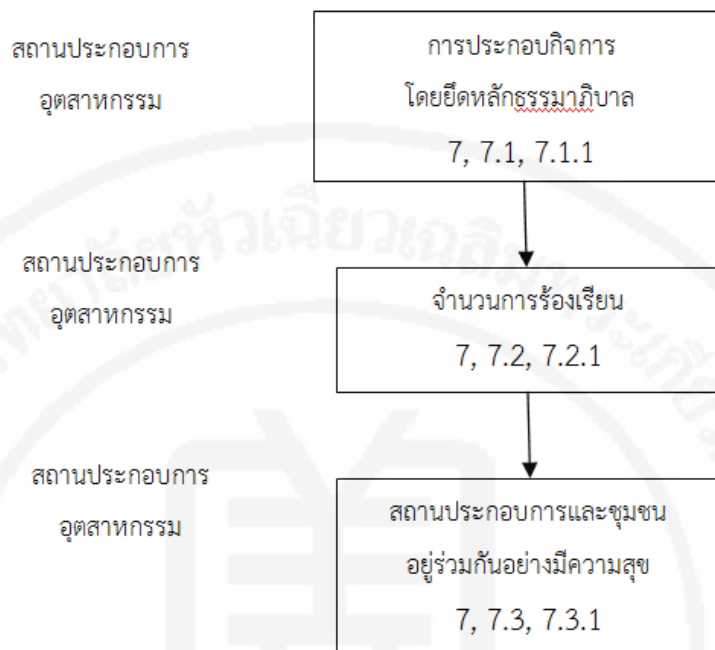 สถานประกอบการ
อุตสาหกรรม
การประกอบกิจการ
โดยยึดหลักธรรมาภิบาล
7, 7.1, 7.1.1
สถานประกอบการ
อุตสาหกรรม
จำนวนการร้องเรียน
7, 7.2, 7.2.1
สถานประกอบการ
อุตสาหกรรม
สถานประกอบการและชุมชน
อยู่ร่วมกันอย่างมีความสุข
7, 7.3, 7.3.1